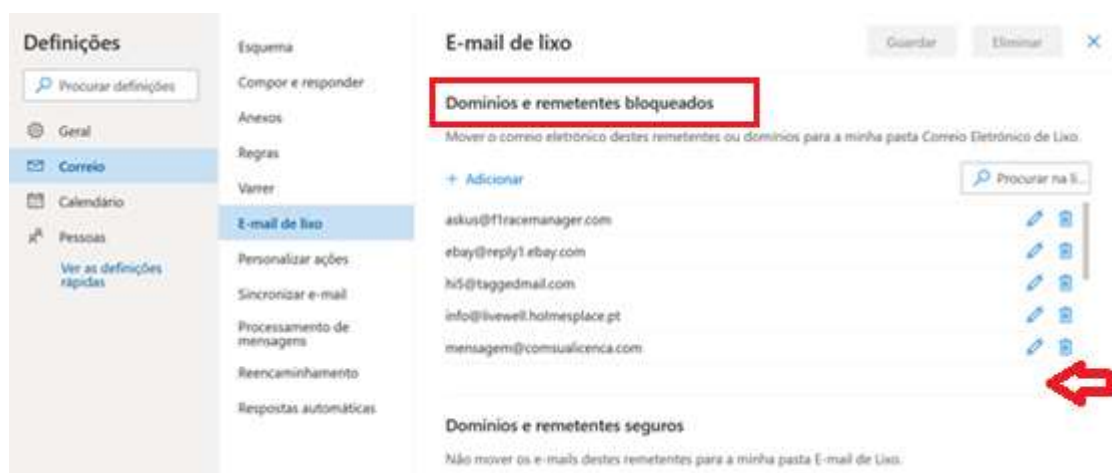 Definições
Procurar definições
Geral
Correio
Calendário
Pessoas
Ver as definições
rápidas
Esquema
Compor e responder
Anexos
Regras
Varrer
E-mail de lixo
Personalizar ações
Sincronizar e-mail
Processamento de
mensagens
Reencaminhamento
Respostas automáticas
E-mail de lixo
Guardar
Eliminar
Domínios e remetentes bloqueados
Mover o correio eletrónico destes remetentes ou domínios para a minha pasta Correio Eletrónico de Lixo.
+ Adicionar
Procurar na li...
askus@f1racemanager.com
ebay@reply1.ebay.com
hi5@taggedmail.com
info@livewell.holmesplace.pt
mensagem@comsualicenca.com
Domínios e remetentes seguros
Não mover os e-mails destes remetentes para a minha pasta E-mail de Lixo.